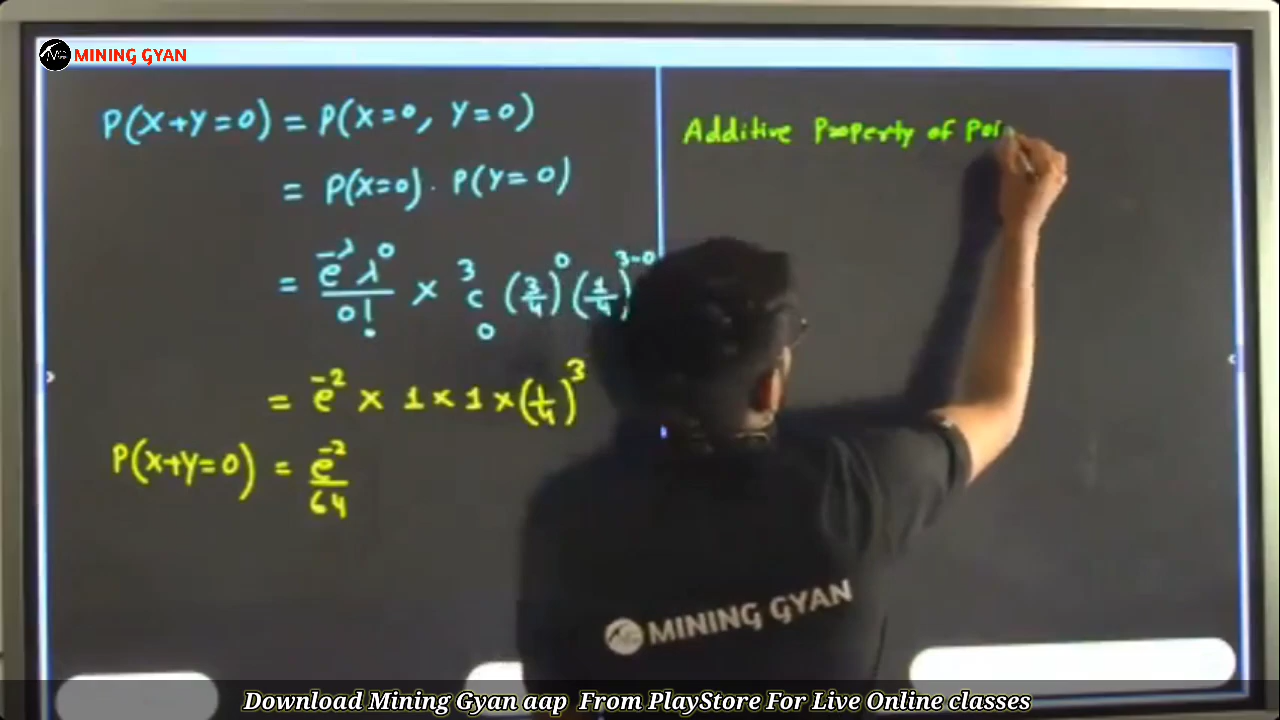 MINING GYAN
P(X+Y=0) = P(X=0, Y=0)
= P(X=0) · P(Y=0)
= e^-λ λ^0 / 0! × ³C₀ (3/4)^0 (1/4)^3-0
= e^-2 × 1 × 1 × (1/4)^3
P(X+Y=0) = e^-2 / 64
Additive Property of Poi
MINING GYAN
Download Mining Gyan aap From PlayStore For Live Online classes